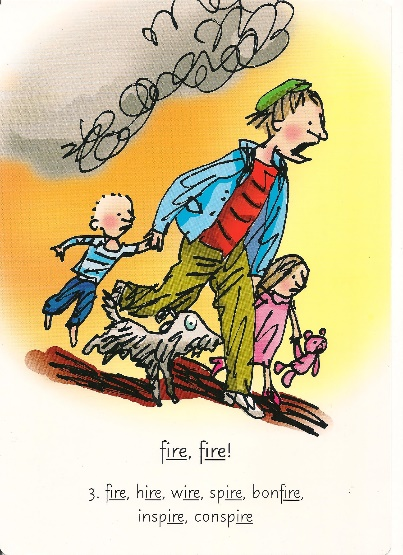 fire, fire!
3. fire, hire, wire, spire, bonfire,
inspire, conspire